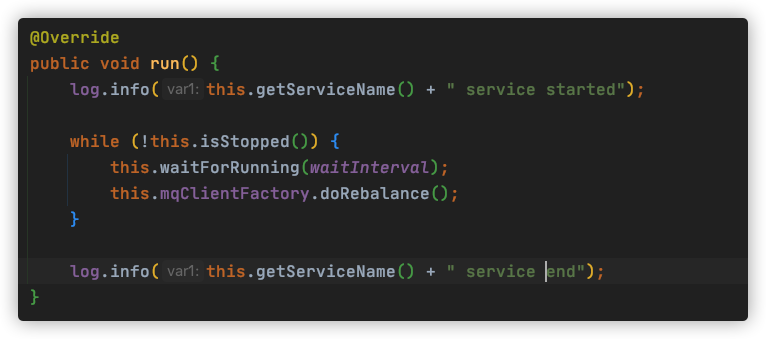 @Override
public void run() {
log.info( var1: this.getServiceName() + " service started");
while (!this.isStopped()) {
this.waitForRunning(waitInterval);
this.mqClientFactory.doRebalance();
}
log.info( var1: this.getServiceName() + " service end");
}